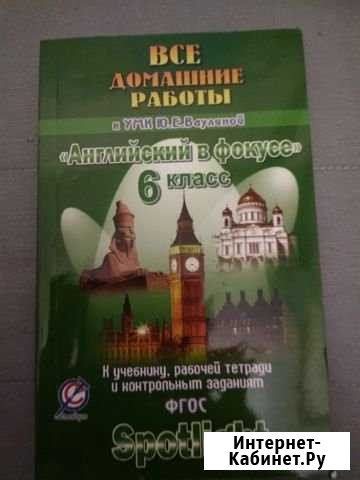 ВСЕ
ДОМАШНИЕ
РАБОТЫ
к УМК Ю.Е.Ваулиной
«Английский в фокусе»
6 класс
К учебнику, рабочей тетради
и контрольным заданиям
ФГОС
Spotlight
Интернет-
Кабинет.Ру